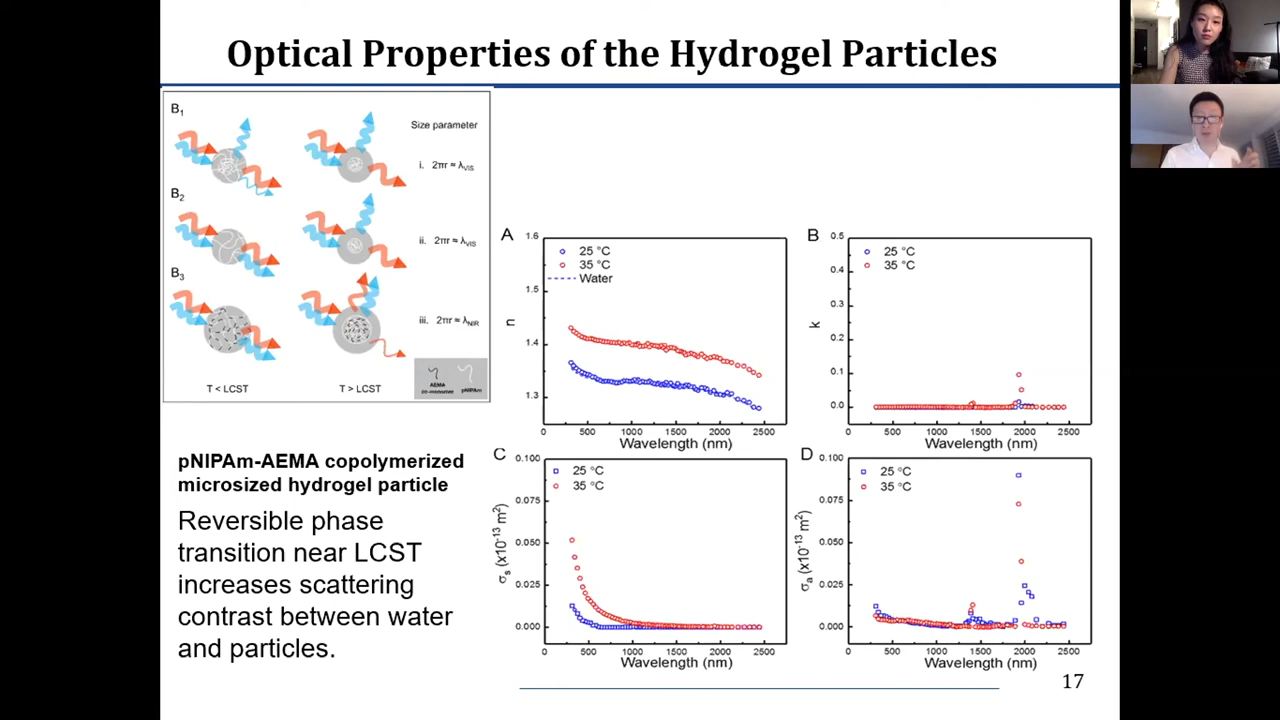 Optical Properties of the Hydrogel Particles
B1
Size parameter
i. 2πr ≈ λVIS
B2
ii. 2πr ≈ λVIS
B3
iii. 2πr ≈ λNIR
AEMA
co-monomer
pNIPAm
T < LCST
T > LCST
A
1.6
1.5
1.4
1.3
n
25 °C
35 °C
Water
0
500
1000
1500
2000
2500
Wavelength (nm)
B
0.5
0.4
0.3
0.2
0.1
0.0
k
25 °C
35 °C
0
500
1000
1500
2000
2500
Wavelength (nm)
pNIPAm-AEMA copolymerized
microsized hydrogel particle
Reversible phase
transition near LCST
increases scattering
contrast between water
and particles.
C
0.100
0.075
0.050
0.025
0.000
σs (x10-13 m2)
25 °C
35 °C
0
500
1000
1500
2000
2500
Wavelength (nm)
D
0.100
0.075
0.050
0.025
0.000
σa (x10-13 m2)
25 °C
35 °C
0
500
1000
1500
2000
2500
Wavelength (nm)
17